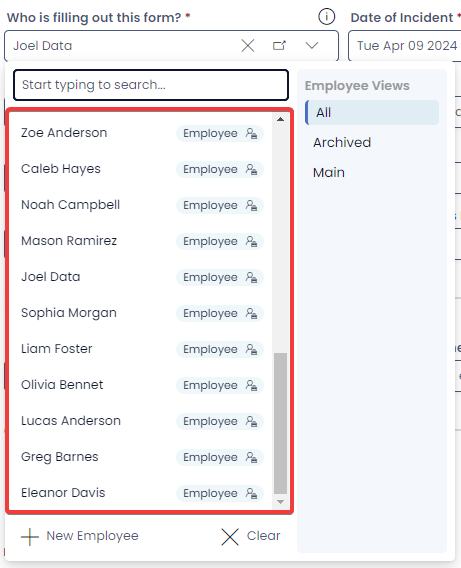 Who is filling out this form? *
Date of Incident *
Joel Data
Tue Apr 09 2024
Start typing to search...
Zoe Anderson Employee
Caleb Hayes Employee
Noah Campbell Employee
Mason Ramirez Employee
Joel Data Employee
Sophia Morgan Employee
Liam Foster Employee
Olivia Bennet Employee
Lucas Anderson Employee
Greg Barnes Employee
Eleanor Davis Employee
New Employee
Clear
Employee Views
All
Archived
Main